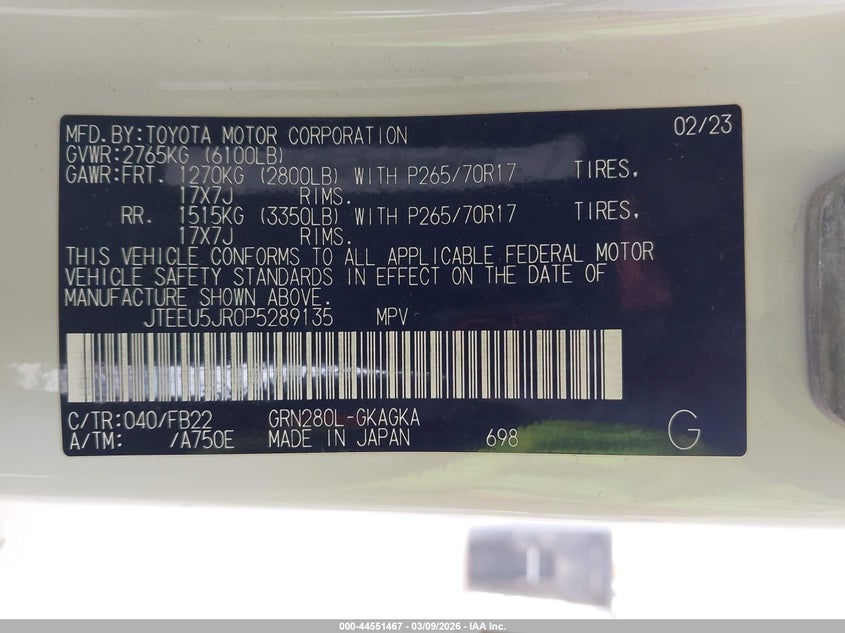 MFD.BY:TOYOTA MOTOR CORPORATION 02/23
GVWR:2765KG (6100LB)
GAWR:FRT. 1270KG (2800LB) WITH P265/70R17 TIRES,
17X7J RIMS.
RR. 1515KG (3350LB) WITH P265/70R17 TIRES,
17X7J RIMS.
THIS VEHICLE CONFORMS TO ALL APPLICABLE FEDERAL MOTOR
VEHICLE SAFETY STANDARDS IN EFFECT ON THE DATE OF
MANUFACTURE SHOWN ABOVE.
JTEEU5JR0P5289135 MPV
C/TR:040/FB22 GRN280L-GKAGKA
A/TM: /A750E MADE IN JAPAN 698 G
000-44551467 - 03/09/2026 - IAA Inc.